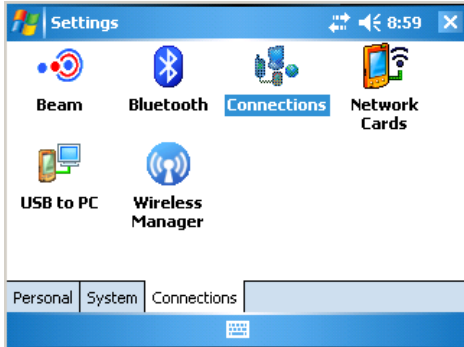 Settings 8:59
Beam Bluetooth Connections Network
Cards
USB to PC Wireless
Manager
Personal System Connections